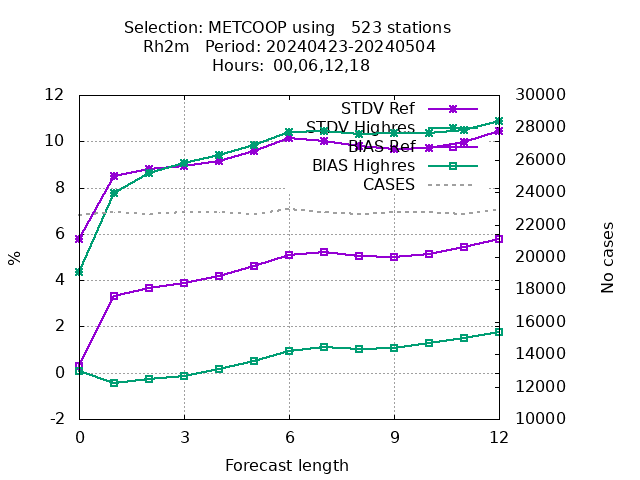 Selection: METCOOP using 523 stations
Rh2m Period: 20240423-20240504
Hours: 00,06,12,18
12
10
8
6
4
2
0
-2
%
30000
28000
26000
24000
22000
20000
18000
16000
14000
12000
10000
No cases
STDV Ref
STDV Highres
BIAS Ref
BIAS Highres
CASES
0 3 6 9 12
Forecast length